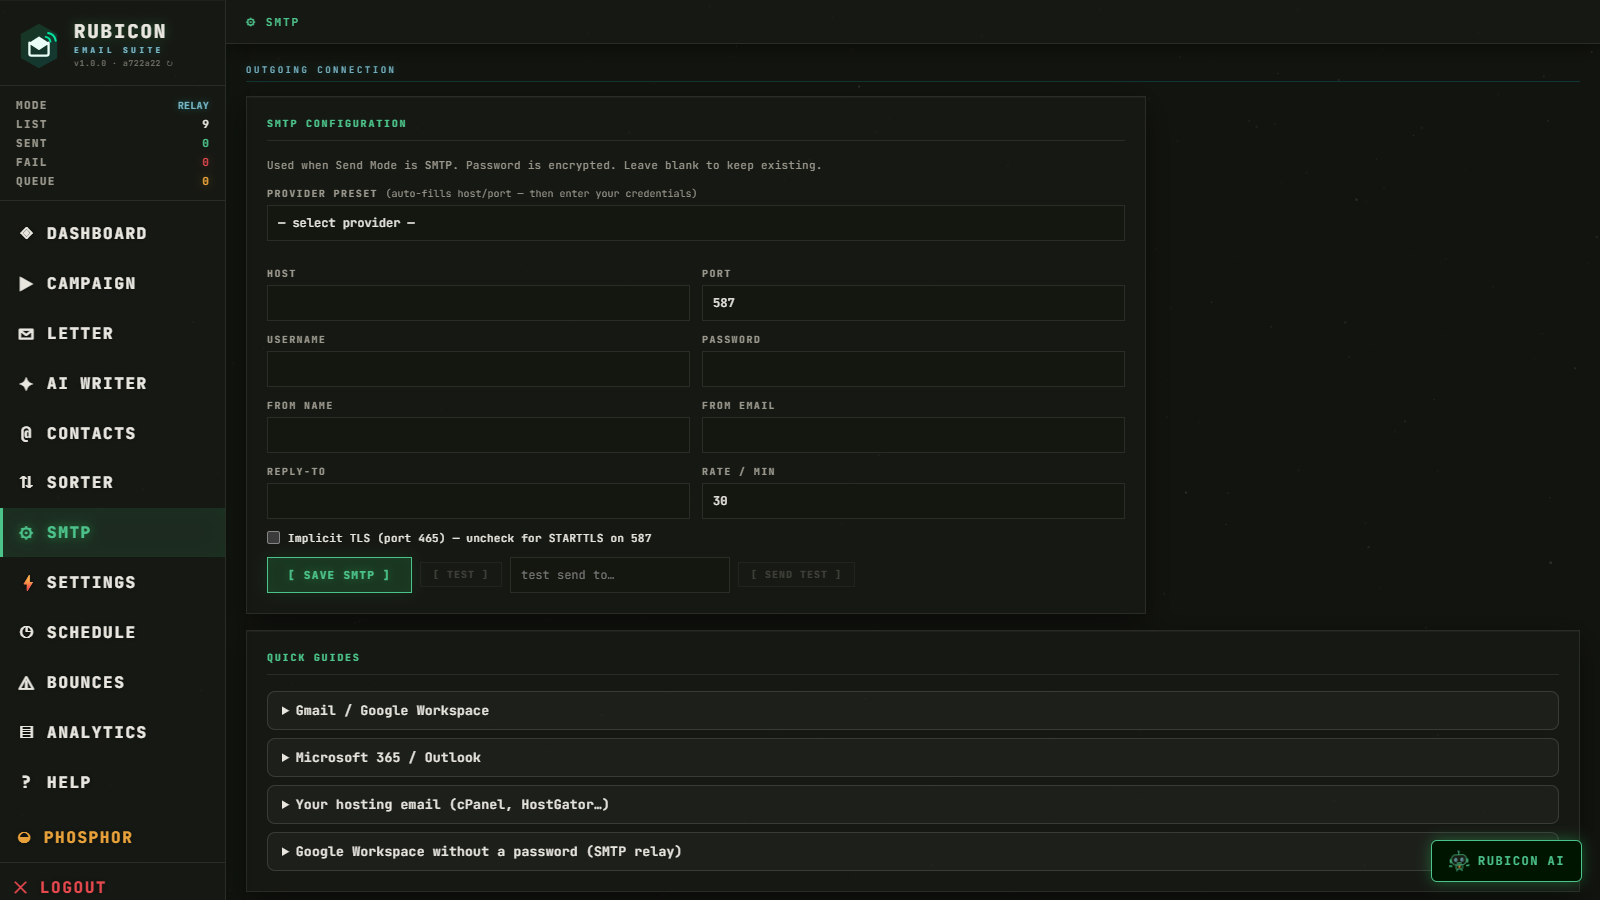 RUBICON
EMAIL SUITE
v1.0.0 · a722a22 ↻
MODE RELAY
LIST 9
SENT 0
FAIL 0
QUEUE 0
DASHBOARD
CAMPAIGN
LETTER
AI WRITER
@ CONTACTS
SORTER
SMTP
SETTINGS
SCHEDULE
BOUNCES
ANALYTICS
? HELP
PHOSPHOR
LOGOUT
SMTP
OUTGOING CONNECTION
SMTP CONFIGURATION
Used when Send Mode is SMTP. Password is encrypted. Leave blank to keep existing.
PROVIDER PRESET (auto-fills host/port — then enter your credentials)
— select provider —
HOST PORT
587
USERNAME PASSWORD
FROM NAME FROM EMAIL
REPLY-TO RATE / MIN
30
Implicit TLS (port 465) — uncheck for STARTTLS on 587
[ SAVE SMTP ] [ TEST ] test send to… [ SEND TEST ]
QUICK GUIDES
▶ Gmail / Google Workspace
▶ Microsoft 365 / Outlook
▶ Your hosting email (cPanel, HostGator…)
▶ Google Workspace without a password (SMTP relay)
RUBICON AI